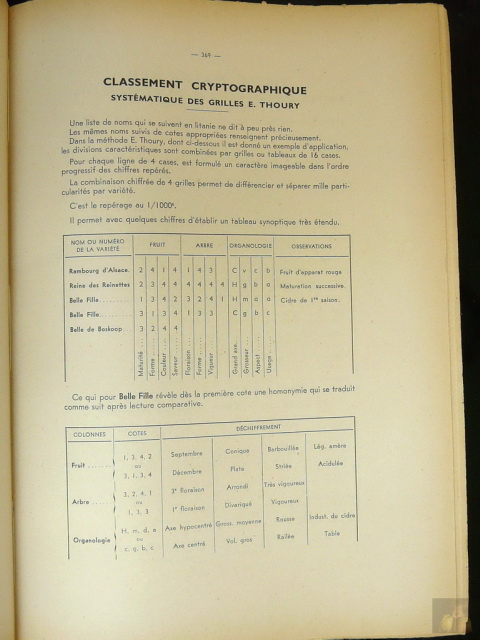 — 369 —
CLASSEMENT CRYPTOGRAPHIQUE
SYSTÉMATIQUE DES GRILLES E. THOURY
Une liste de noms qui se suivent en litanie ne dit à peu près rien.
Les mêmes noms suivis de cotes appropriées renseignent précieusement.
Dans la méthode E. Thoury, dont ci-dessous il est donné un exemple d'application,
les divisions caractéristiques sont combinées par grilles ou tableaux de 16 cases.
Pour chaque ligne de 4 cases, est formulé un caractère imageable dans l'ordre
progressif des chiffres repérés.
La combinaison chiffrée de 4 grilles permet de différencier et séparer mille parti-
cularités par variété.
C'est le repérage au 1/1000e.
Il permet avec quelques chiffres d'établir un tableau synoptique très étendu.
NOM OU NUMÉRO DE LA VARIÉTÉ FRUIT ARBRE ORGANOLOGIE OBSERVATIONS
Rambourg d'Alsace. 2 4 1 4 1 4 3 C v c b Fruit d'apparat rouge
Reine des Reinettes 2 3 4 4 4 4 4 4 H g b a Maturation successive.
Belle Fille......... 1 3 4 2 3 2 4 1 H m a a Cidre de 1re saison.
Belle Fille......... 3 1 3 4 1 3 3 C g b c
Belle de Boskoop. 3 2 4 4
Maturité... Forme... Couleur... Saveur... Floraison... Forme... Vigueur... Grand axe. Grosseur... Aspect... Usage...
Ce qui pour Belle Fille révèle dès la première cote une homonymie qui se traduit
comme suit après lecture comparative.
COLONNES COTES DÉCHIFFREMENT
Fruit....... 1, 3, 4, 2 Septembre Conique Barbouillée Lég. amère
ou
3, 1, 3, 4 Décembre Plate Striée Acidulée
Arbre...... 3, 2, 4, 1 3e floraison Arrondi Très vigoureux
ou
1, 3, 3 1e floraison Divariqué Vigoureux
Organologie H, m, d, a Axe hypocentré Gross. moyenne Rousse Indust. de cidre
ou
c, g, b, c Axe centré Vol. gros Raillée Table